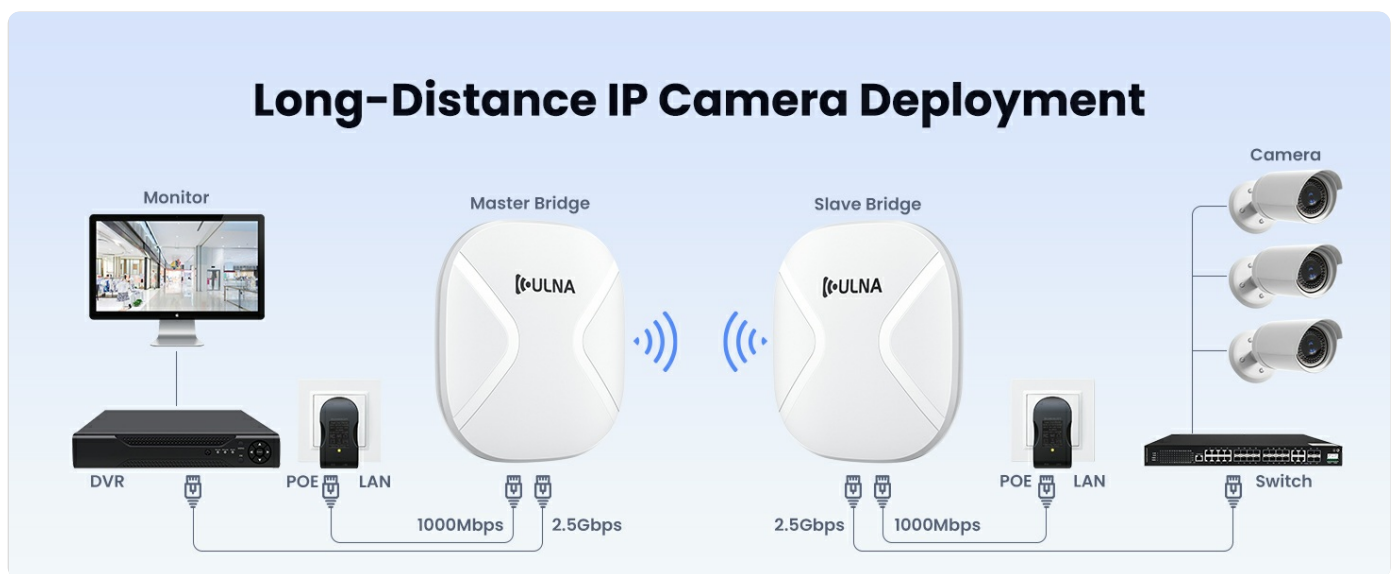 Long-Distance IP Camera Deployment
Camera
Monitor
Master Bridge
Slave Bridge
ULNA
ULNA
DVR
POE
LAN
POE
LAN
Switch
1000Mbps
2.5Gbps
2.5Gbps
1000Mbps